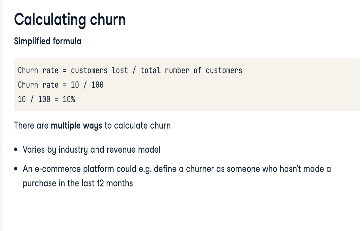 Calculating churn
Simplified formula
Churn rate = customers lost / total number of customers
Churn rate = 10 / 100
10 / 100 = 10%
There are multiple ways to calculate churn
• Varies by industry and revenue model
• An e-commerce platform could e.g. define a churner as someone who hasn't made a
purchase in the last 12 months